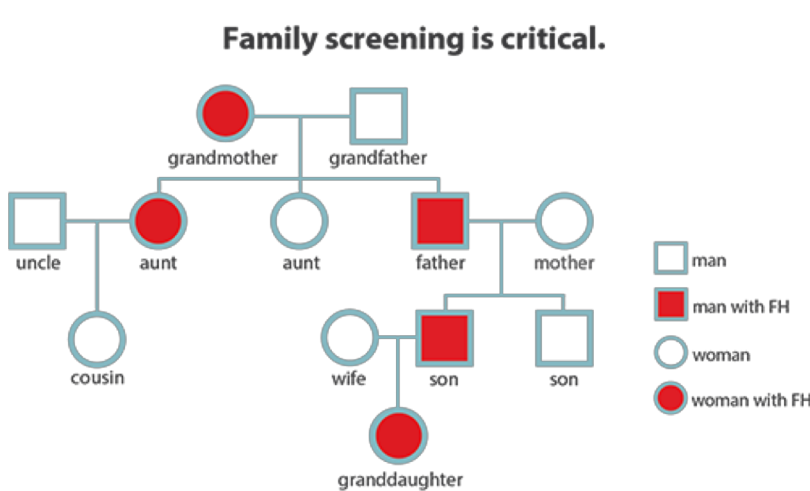 Family screening is critical.
grandmother
grandfather
uncle
aunt
aunt
father
mother
man
man with FH
cousin
wife
son
son
woman
woman with FH
granddaughter